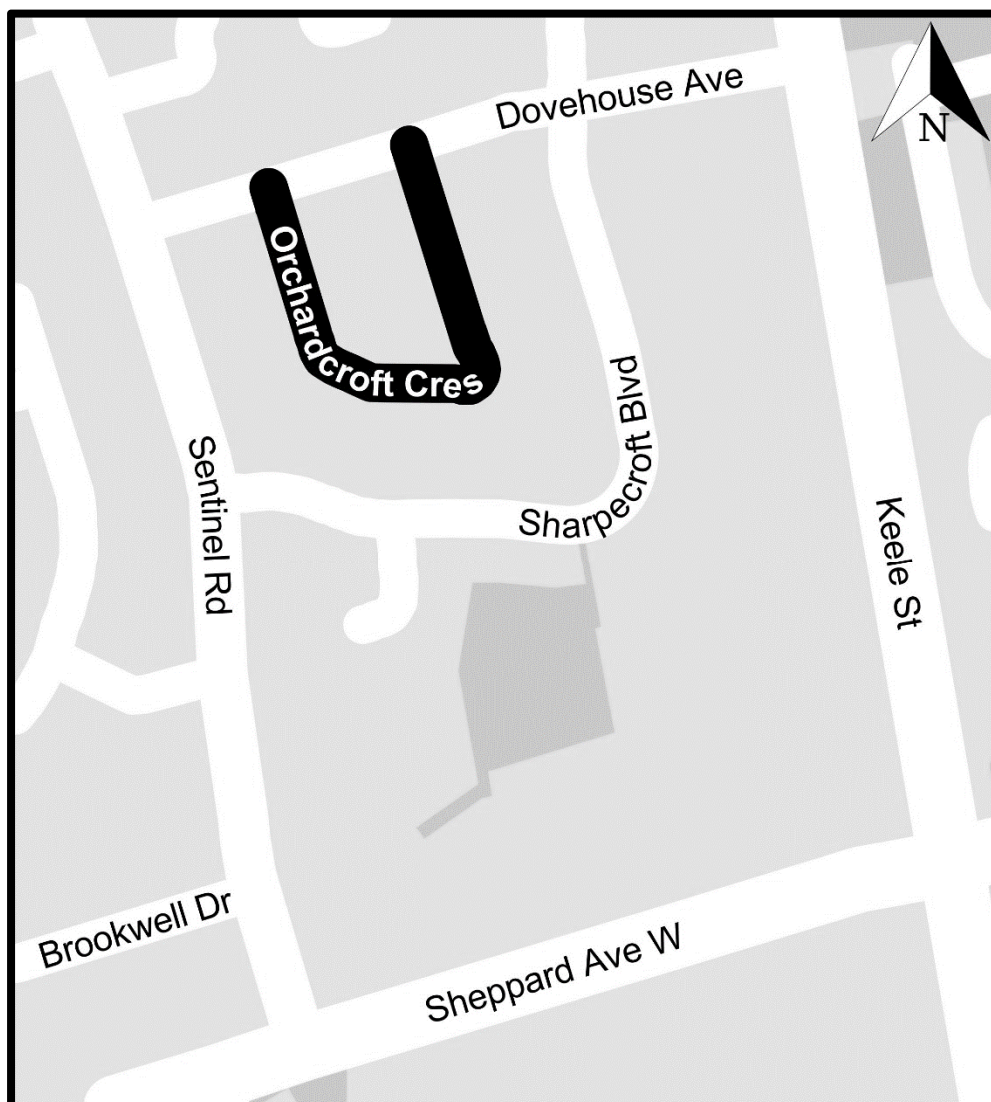 Dovehouse Ave
N
Orchardcroft Cres
Sharpecroft Blvd
Sentinel Rd
Keele St
Brookwell Dr
Sheppard Ave W